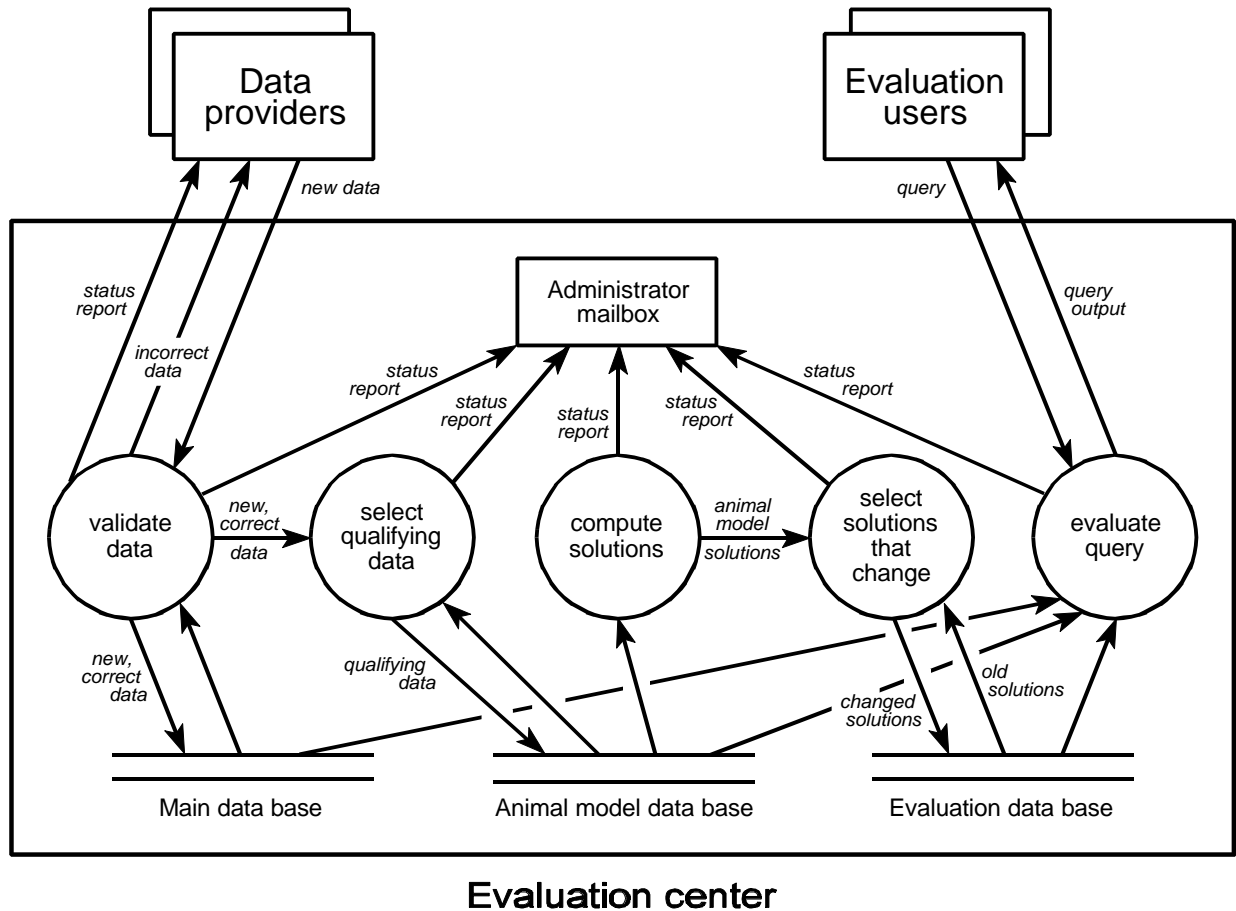 Data
providers
Evaluation
users
new data
query
status
report
incorrect
data
Administrator
mailbox
query
output
status
report
status
report
status
report
status
report
status
report
validate
data
new,
correct
data
select
qualifying
data
compute
solutions
animal
model
solutions
select
solutions
that
change
evaluate
query
new,
correct
data
qualifying
data
changed
solutions
old
solutions
Main data base
Animal model data base
Evaluation data base
Evaluation center